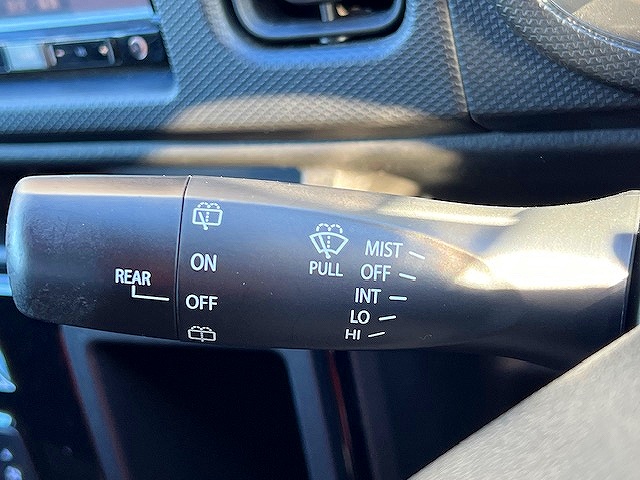 REAR
ON
OFF
PULL
MIST
OFF
INT
LO
HI